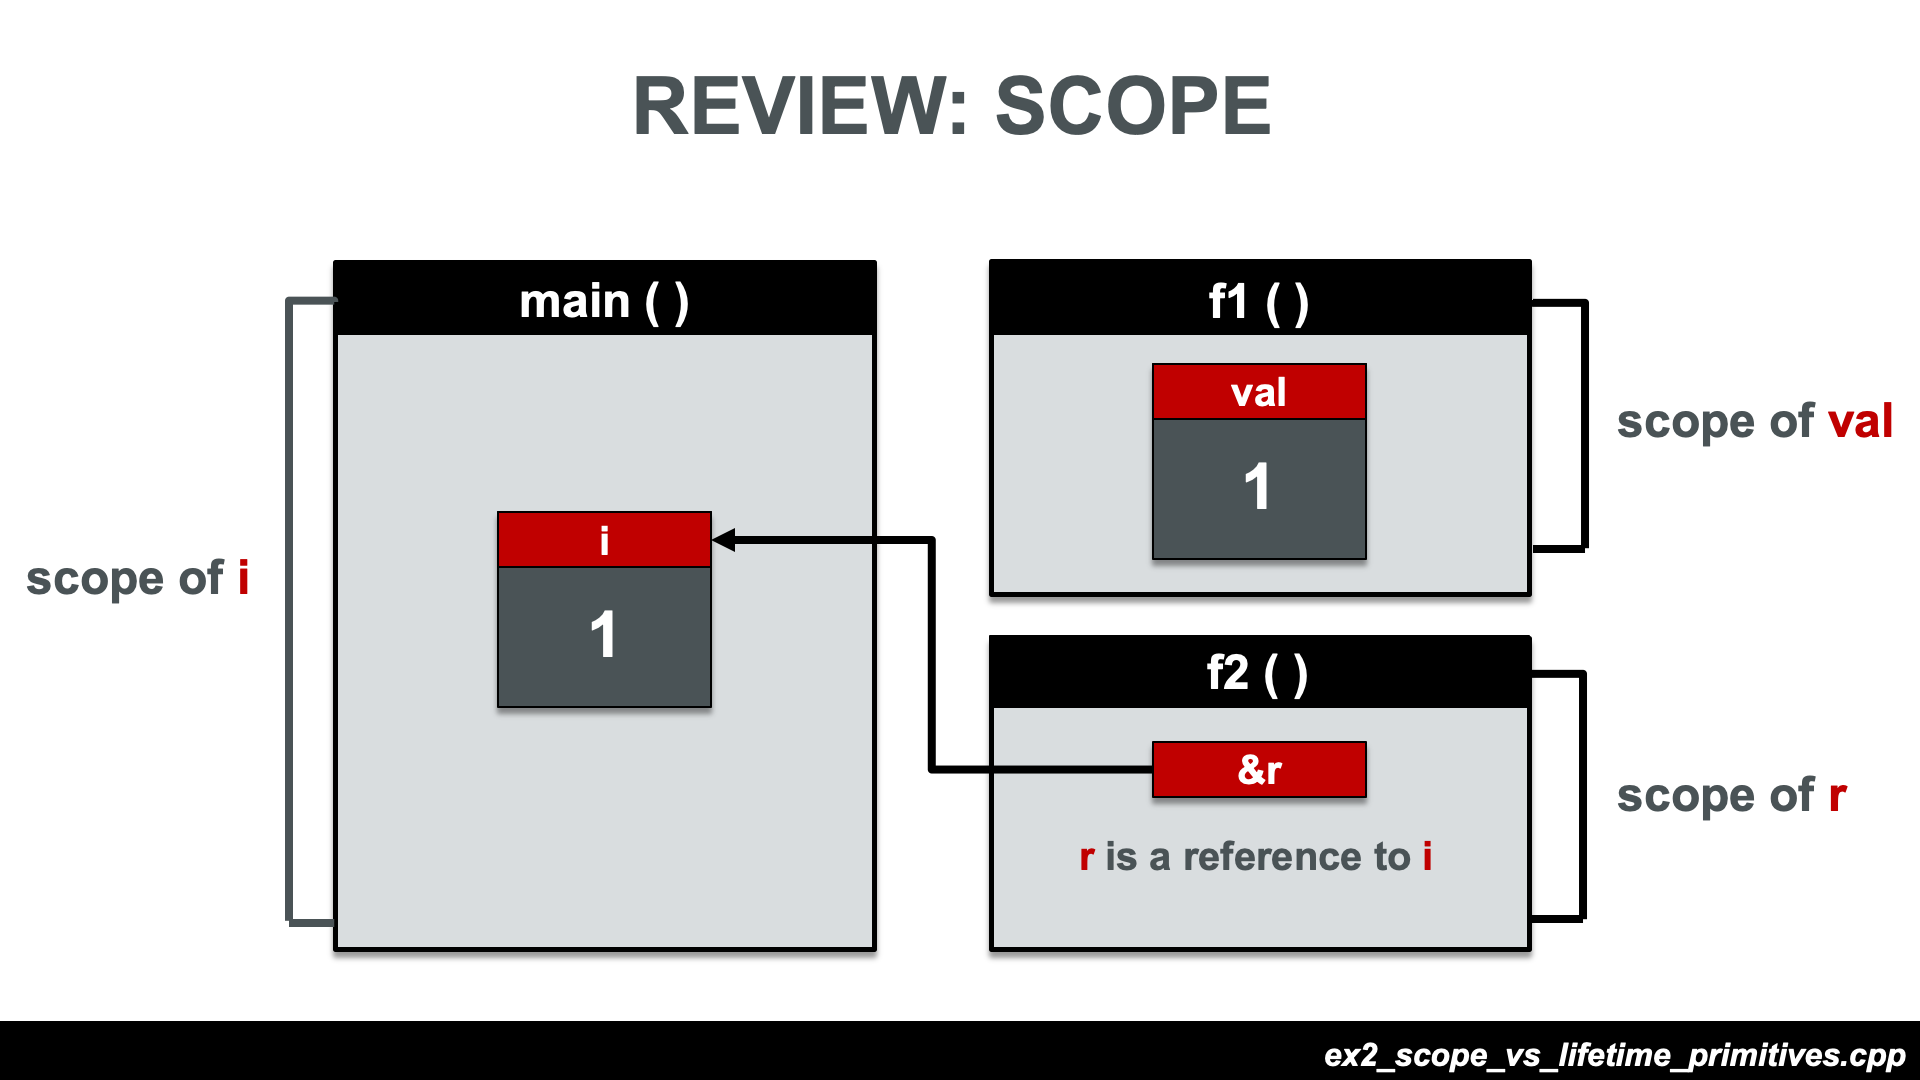 REVIEW: SCOPE
main ( )
i
1
scope of i
f1 ( )
val
1
scope of val
f2 ( )
&r
r is a reference to i
scope of r
ex2_scope_vs_lifetime_primitives.cpp